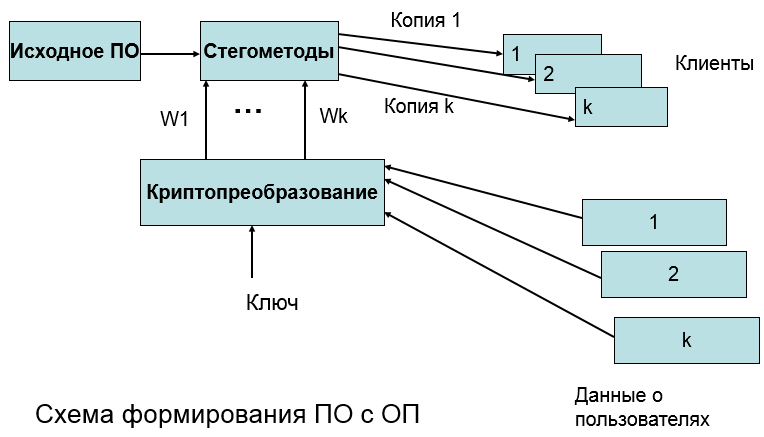 Копия 1
Исходное ПО
Стегометоды
1
2
k
Клиенты
Копия k
W1
...
Wk
Криптопреобразование
1
2
k
Ключ
Данные о
пользователях
Схема формирования ПО с ОП